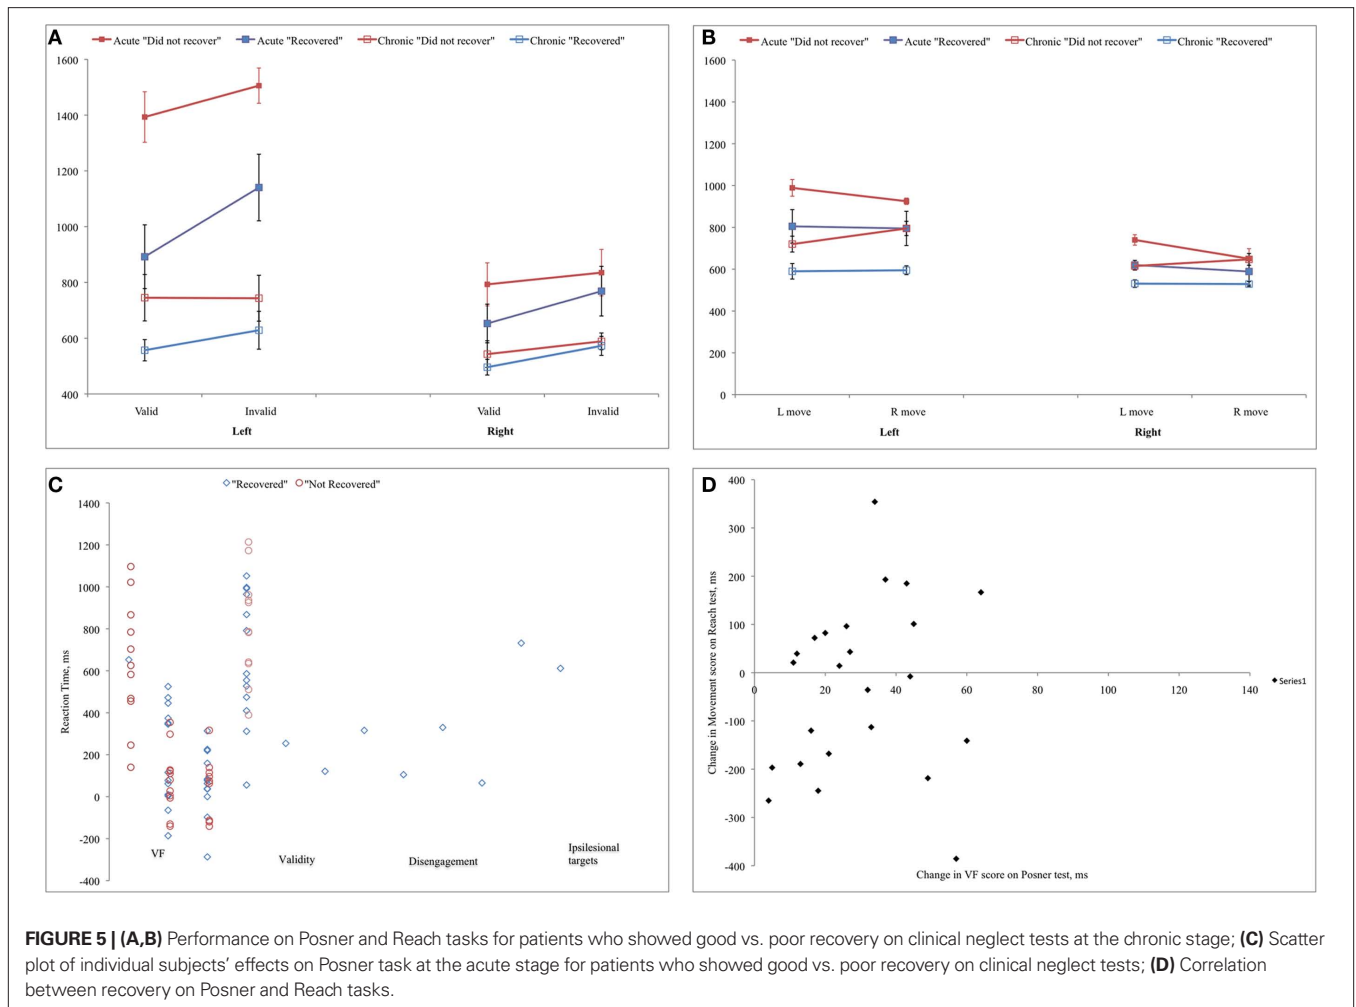 A
Acute "Did not recover" Acute "Recovered" Chronic "Did not recover" Chronic "Recovered"
1600
1400
1200
1000
800
600
400
Valid Invalid Valid Invalid
Left Right
B
Acute "Did not recover" Acute "Recovered" Chronic "Did not recover" Chronic "Recovered"
1600
1400
1200
1000
800
600
400
200
0
L move R move L move R move
Left Right
C
"Recovered" "Not Recovered"
Reaction Time, ms
1400
1200
1000
800
600
400
200
0
-200
-400
VF Validity Disengagement Ipsilesional
targets
D
Change in Movement score on Reach test, ms
400
300
200
100
0
-100
-200
-300
-400
0 20 40 60 80 100 120 140
Series1
Change in VF score on Posner test, ms
FIGURE 5 | (A,B) Performance on Posner and Reach tasks for patients who showed good vs. poor recovery on clinical neglect tests at the chronic stage; (C) Scatter
plot of individual subjects' effects on Posner task at the acute stage for patients who showed good vs. poor recovery on clinical neglect tests; (D) Correlation
between recovery on Posner and Reach tasks.